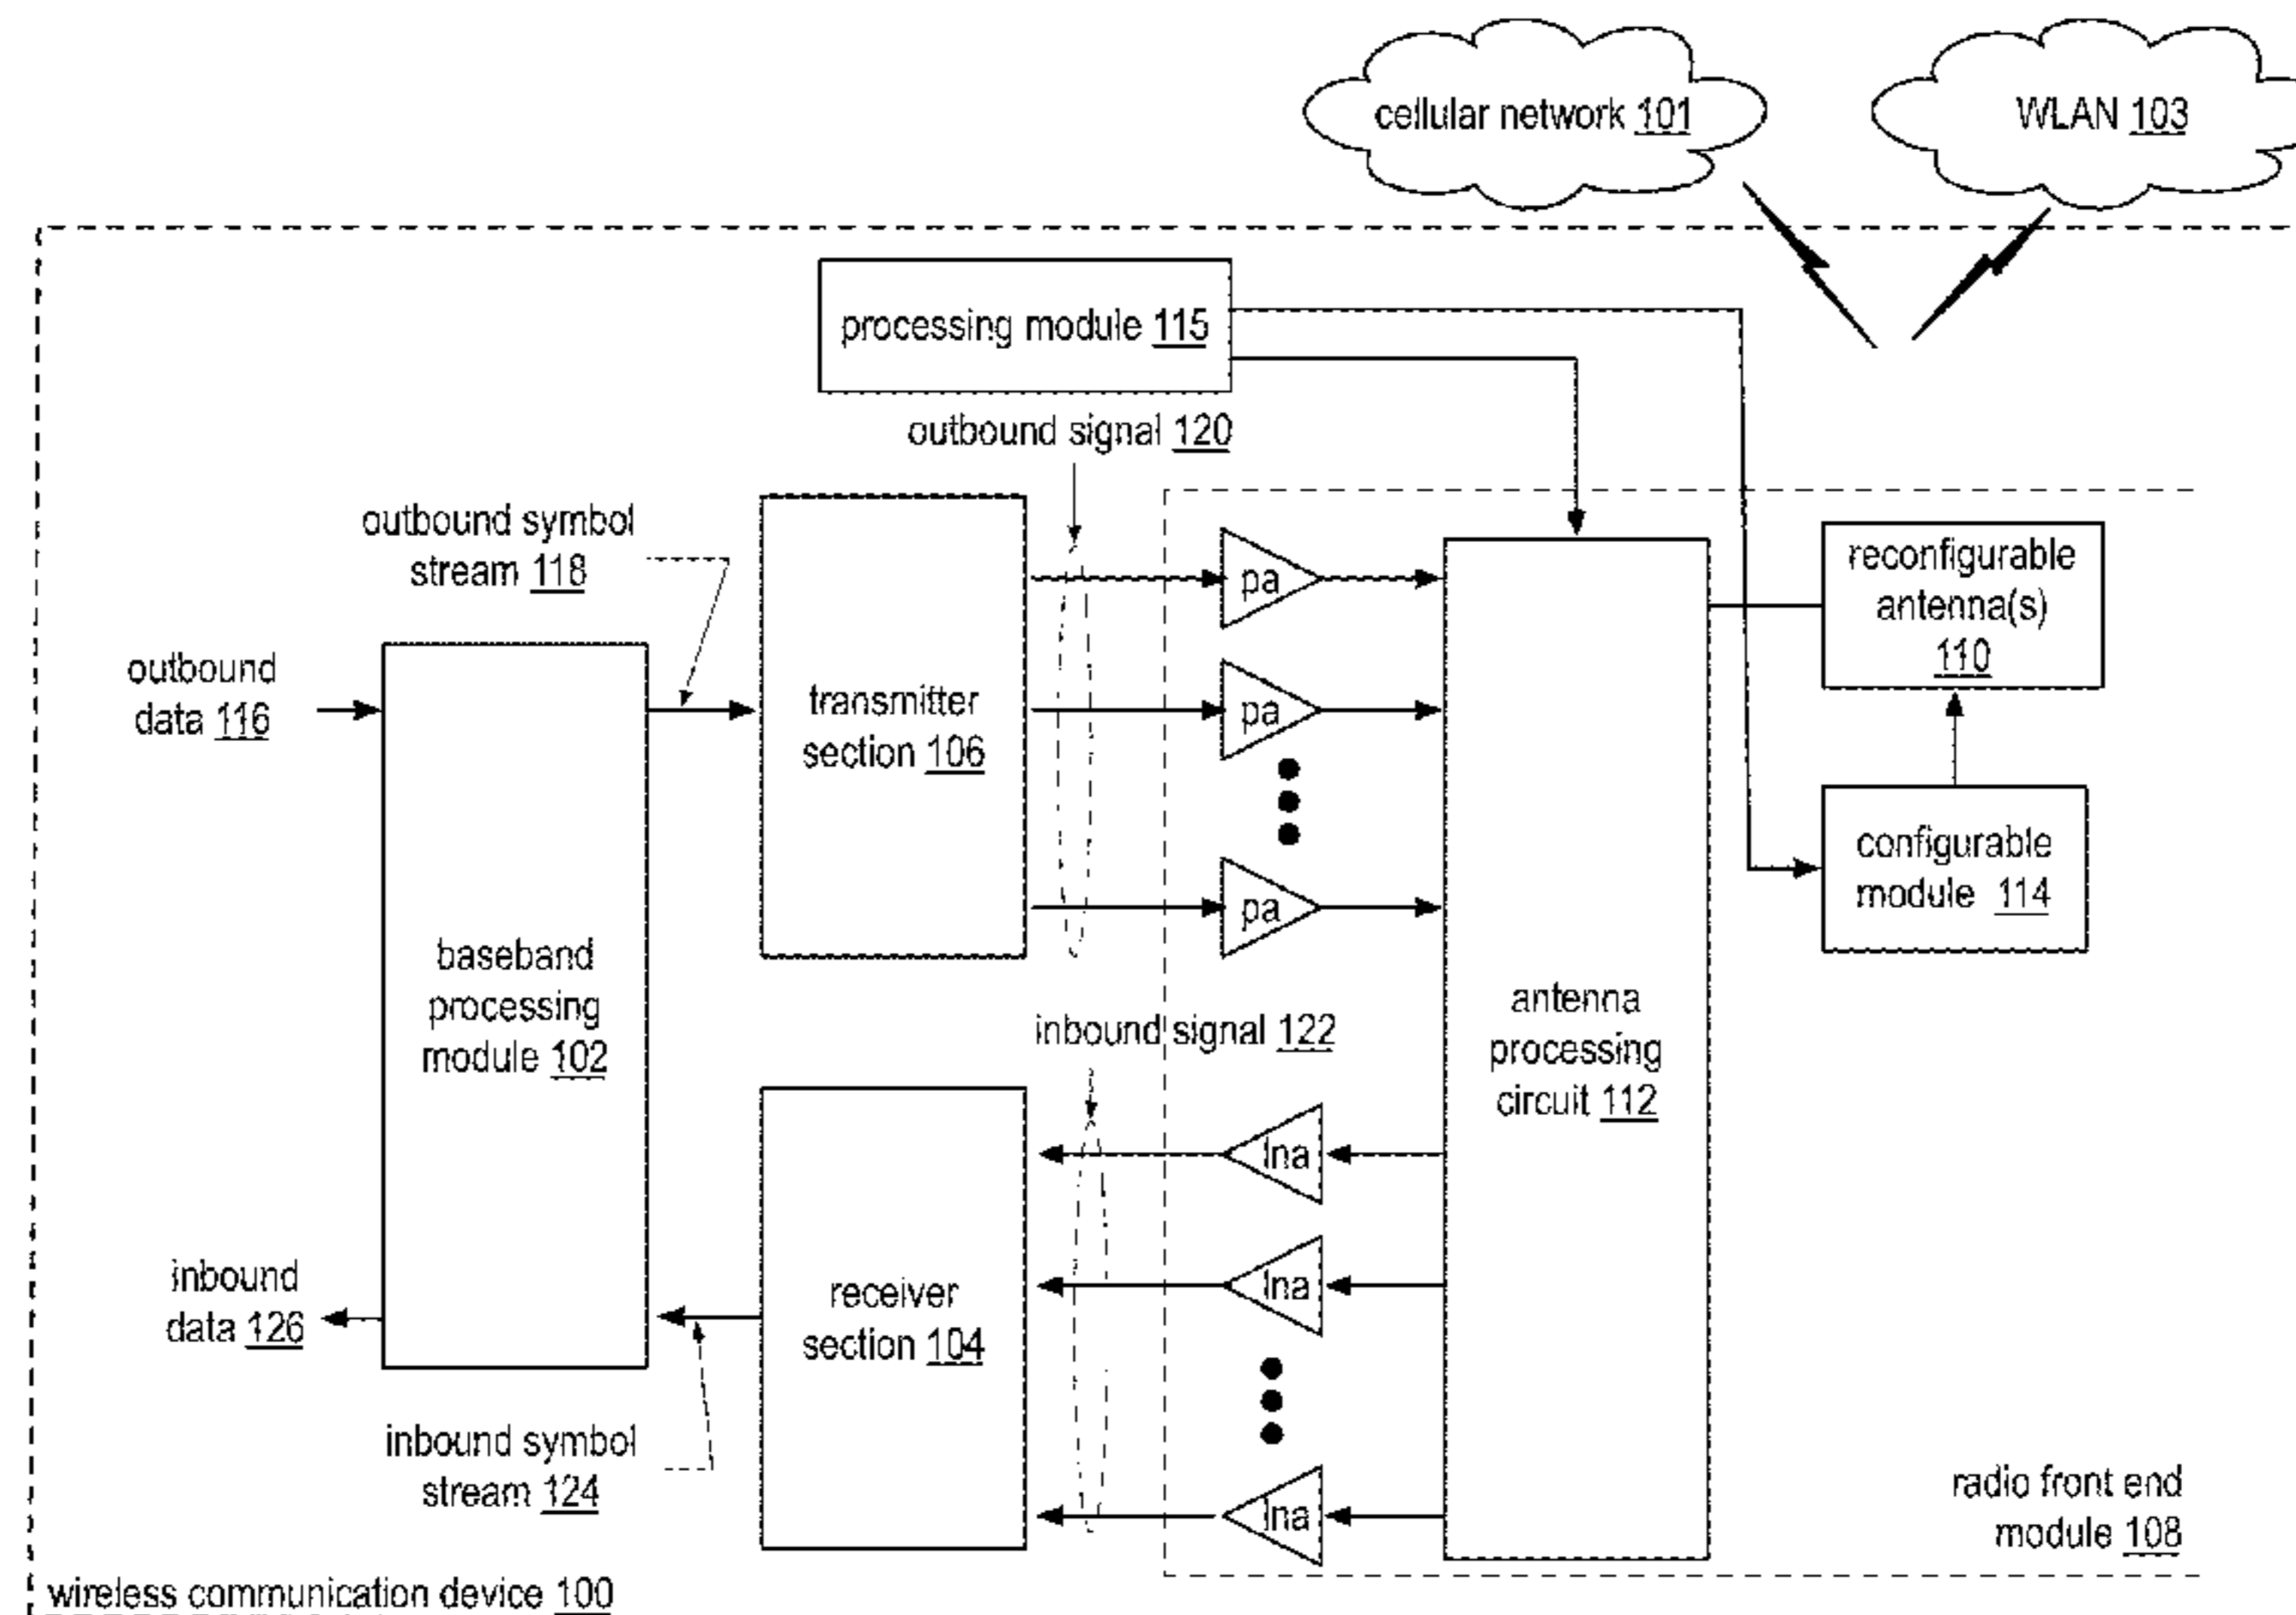 cellular network 101
WLAN 103
processing module 115
outbound signal 120
outbound symbol
stream 118
pa
reconfigurable
antenna(s)
110
outbound
data 116
transmitter
section 106
pa
configurable
module 114
pa
baseband
processing
module 102
antenna
processing
circuit 112
inbound signal 122
lna
inbound
data 126
receiver
section 104
lna
inbound symbol
stream 124
lna
radio front end
module 108
wireless communication device 100